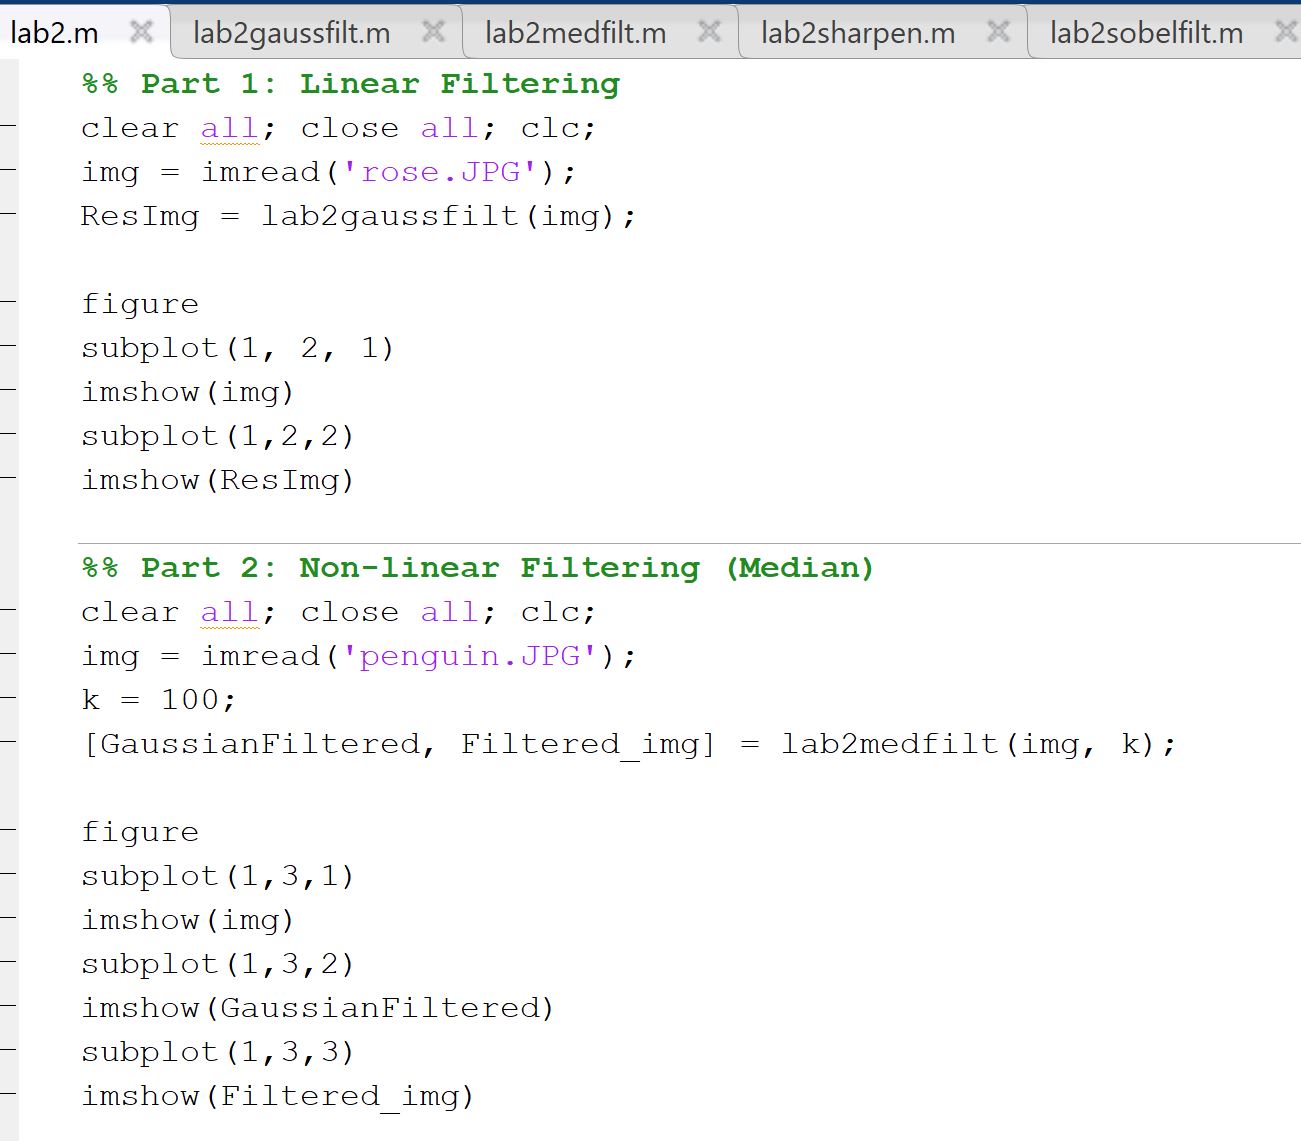 lab2.m lab2gaussfilt.m lab2medfilt.m lab2sharpen.m lab2sobelfilt.m
%% Part 1: Linear Filtering
clear all; close all; clc;
img = imread('rose.JPG');
ResImg = lab2gaussfilt(img);
figure
subplot(1, 2, 1)
imshow(img)
subplot(1,2,2)
imshow(ResImg)
%% Part 2: Non-linear Filtering (Median)
clear all; close all; clc;
img = imread('penguin.JPG');
k = 100;
[GaussianFiltered, Filtered_img] = lab2medfilt(img, k);
figure
subplot(1,3,1)
imshow(img)
subplot(1,3,2)
imshow(GaussianFiltered)
subplot(1,3,3)
imshow(Filtered_img)